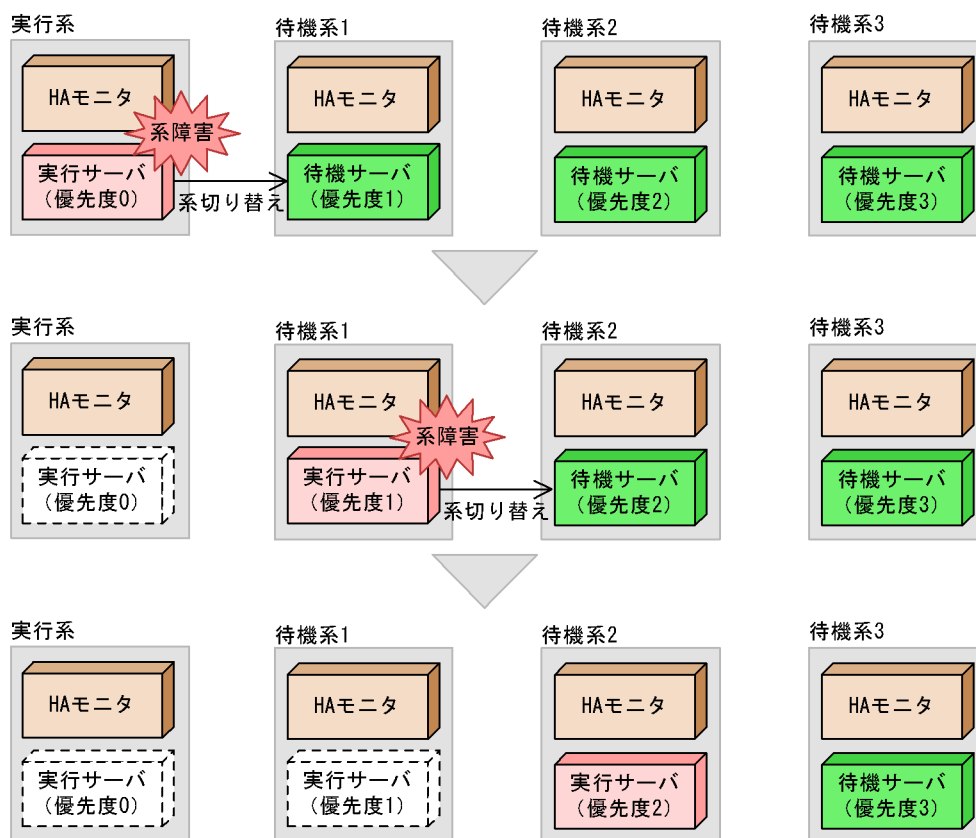 実行系
待機系1
待機系2
待機系3
HAモニタ
HAモニタ
HAモニタ
HAモニタ
系障害
実行サーバ
(優先度0)
系切り替え
待機サーバ
(優先度1)
待機サーバ
(優先度2)
待機サーバ
(優先度3)
実行系
待機系1
待機系2
待機系3
HAモニタ
HAモニタ
HAモニタ
HAモニタ
系障害
実行サーバ
(優先度0)
実行サーバ
(優先度1)
系切り替え
待機サーバ
(優先度2)
待機サーバ
(優先度3)
実行系
待機系1
待機系2
待機系3
HAモニタ
HAモニタ
HAモニタ
HAモニタ
実行サーバ
(優先度0)
実行サーバ
(優先度1)
実行サーバ
(優先度2)
待機サーバ
(優先度3)